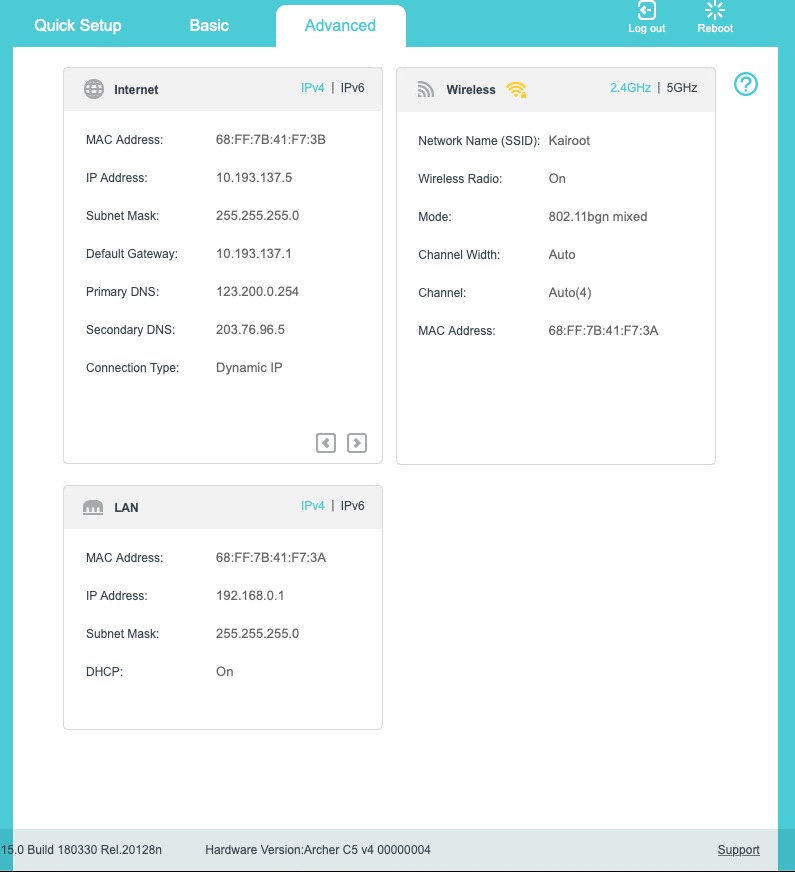 Quick Setup Basic Advanced Log out Reboot
Internet IPv4 | IPv6
MAC Address: 68:FF:7B:41:F7:3B
IP Address: 10.193.137.5
Subnet Mask: 255.255.255.0
Default Gateway: 10.193.137.1
Primary DNS: 123.200.0.254
Secondary DNS: 203.76.96.5
Connection Type: Dynamic IP
Wireless 2.4GHz | 5GHz
Network Name (SSID): Kairoot
Wireless Radio: On
Mode: 802.11bgn mixed
Channel Width: Auto
Channel: Auto(4)
MAC Address: 68:FF:7B:41:F7:3A
LAN IPv4 | IPv6
MAC Address: 68:FF:7B:41:F7:3A
IP Address: 192.168.0.1
Subnet Mask: 255.255.255.0
DHCP: On
15.0 Build 180330 Rel.20128n Hardware Version:Archer C5 v4 00000004 Support